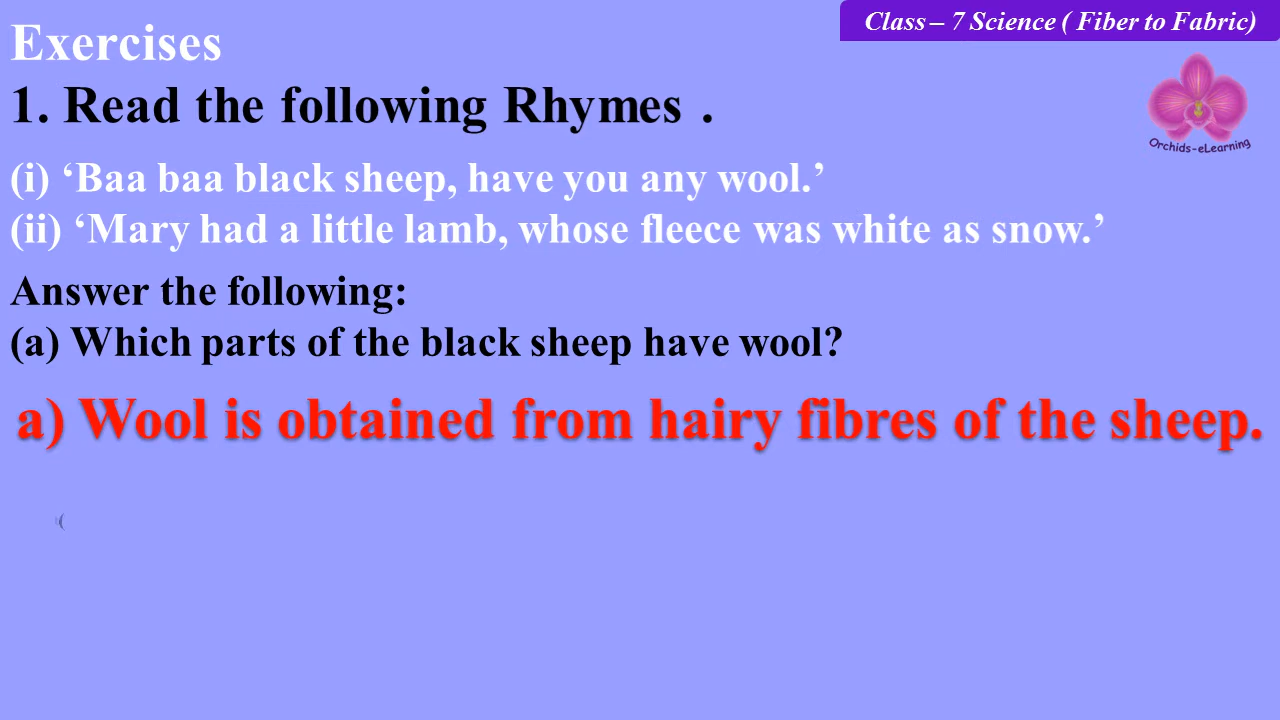 Class – 7 Science ( Fiber to Fabric)
Exercises
1. Read the following Rhymes .
Orchids-eLearning
(i) ‘Baa baa black sheep, have you any wool.’
(ii) ‘Mary had a little lamb, whose fleece was white as snow.’
Answer the following:
(a) Which parts of the black sheep have wool?
a) Wool is obtained from hairy fibres of the sheep.